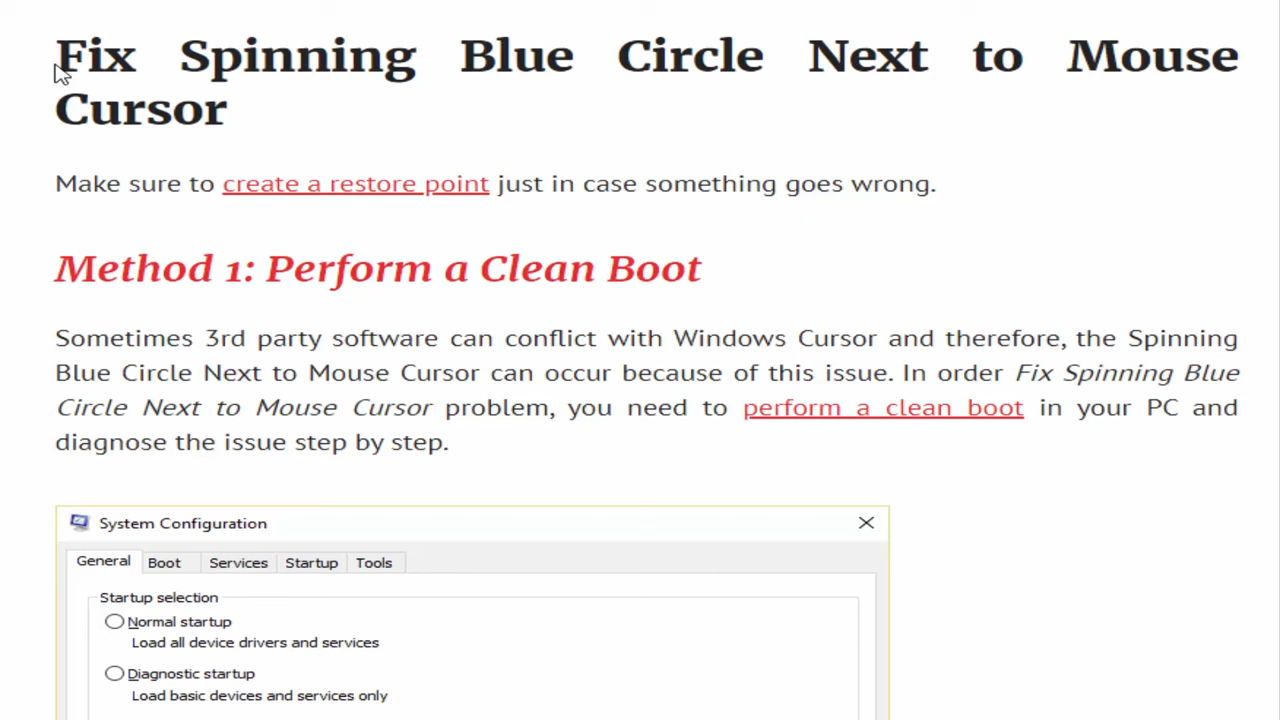 Fix Spinning Blue Circle Next to Mouse
Cursor
Make sure to create a restore point just in case something goes wrong.
Method 1: Perform a Clean Boot
Sometimes 3rd party software can conflict with Windows Cursor and therefore, the Spinning
Blue Circle Next to Mouse Cursor can occur because of this issue. In order Fix Spinning Blue
Circle Next to Mouse Cursor problem, you need to perform a clean boot in your PC and
diagnose the issue step by step.
System Configuration
General Boot Services Startup Tools
Startup selection
Normal startup
Load all device drivers and services
Diagnostic startup
Load basic devices and services only